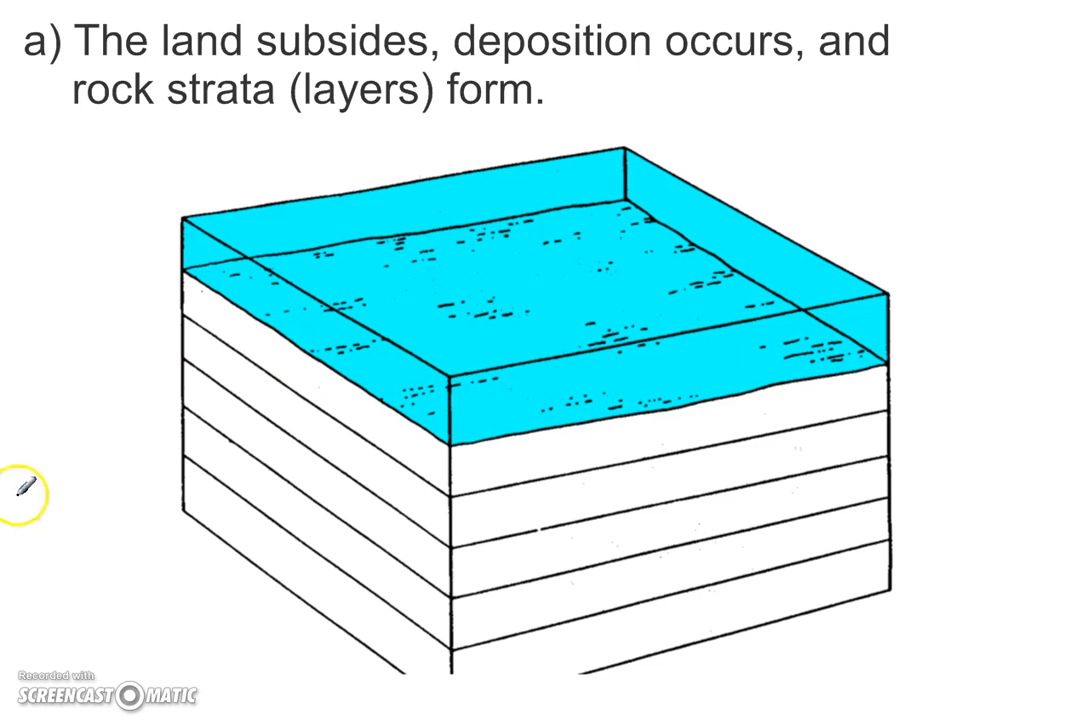 a) The land subsides, deposition occurs, and
rock strata (layers) form.
Recorded with
SCREENCAST MATIC